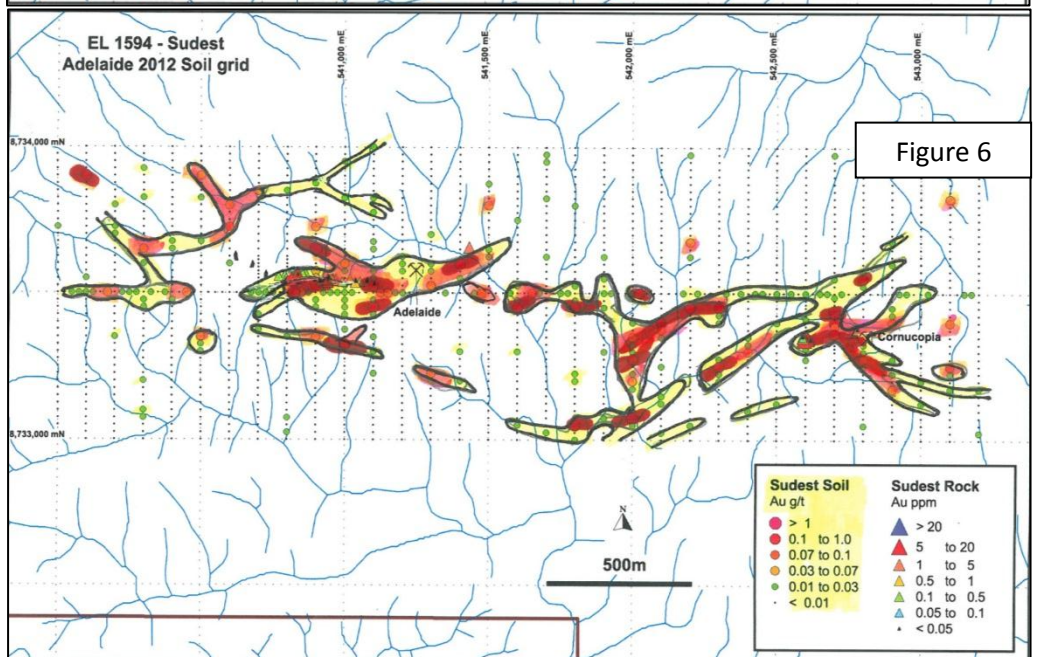 EL 1594 - Sudest
Adelaide 2012 Soil grid
541,000 mE
541,500 mE
542,000 mE
542,500 mE
543,000 mE
8,734,000 mN
Figure 6
Adelaide
Cornucopia
8,733,000 mN
N
500m
Sudest Soil
Au g/t
> 1
0.1 to 1.0
0.07 to 0.1
0.03 to 0.07
0.01 to 0.03
< 0.01
Sudest Rock
Au ppm
> 20
5 to 20
1 to 5
0.5 to 1
0.1 to 0.5
0.05 to 0.1
< 0.05